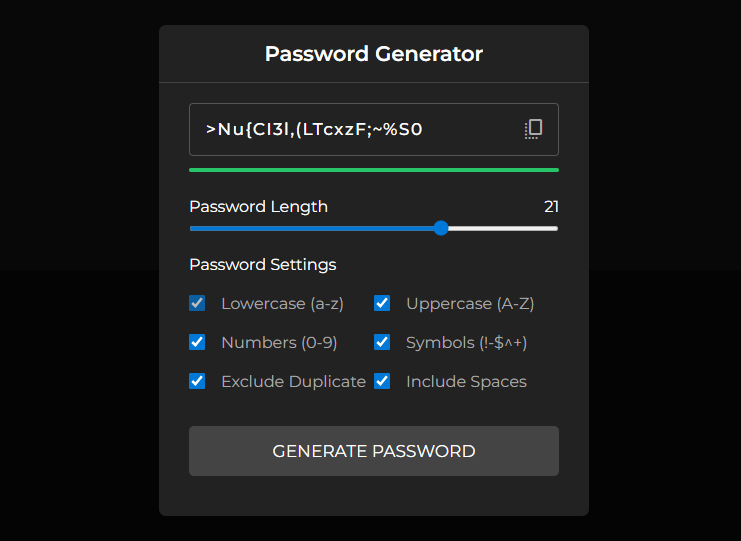 Password Generator
>Nu{CI3l,(LTcxzF;~%S0
Password Length 21
Password Settings
Lowercase (a-z) Uppercase (A-Z)
Numbers (0-9) Symbols (!-$^+)
Exclude Duplicate Include Spaces
GENERATE PASSWORD